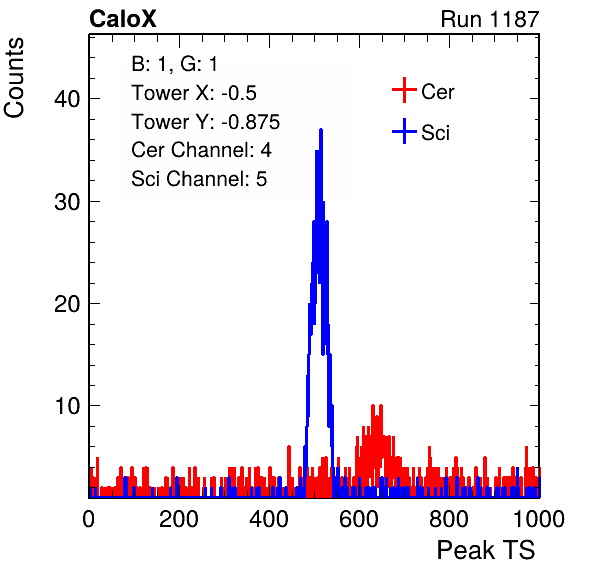 CaloX Run 1187
Counts
B: 1, G: 1
Tower X: -0.5
Tower Y: -0.875
Cer Channel: 4
Sci Channel: 5
Cer
Sci
40
30
20
10
0 200 400 600 800 1000
Peak TS